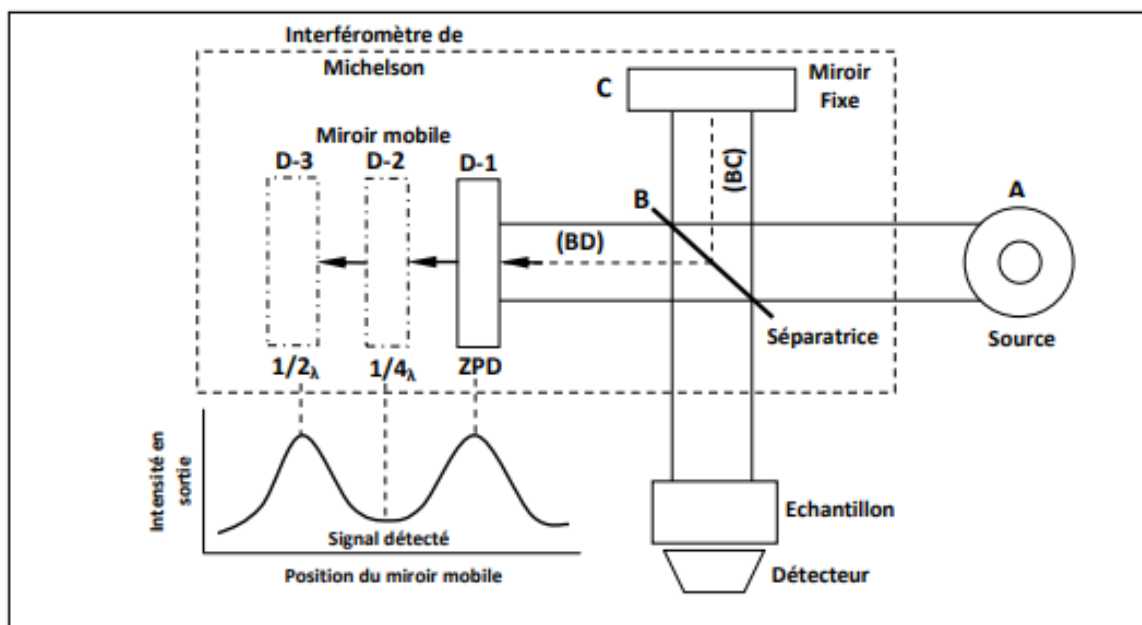 Interféromètre de
Michelson
C
Miroir
Fixe
Miroir mobile
D-3
D-2
D-1
(BC)
A
B
(BD)
Séparatrice
Source
1/2λ
1/4λ
ZPD
Intensité en
sortie
Signal détecté
Position du miroir mobile
Echantillon
Détecteur